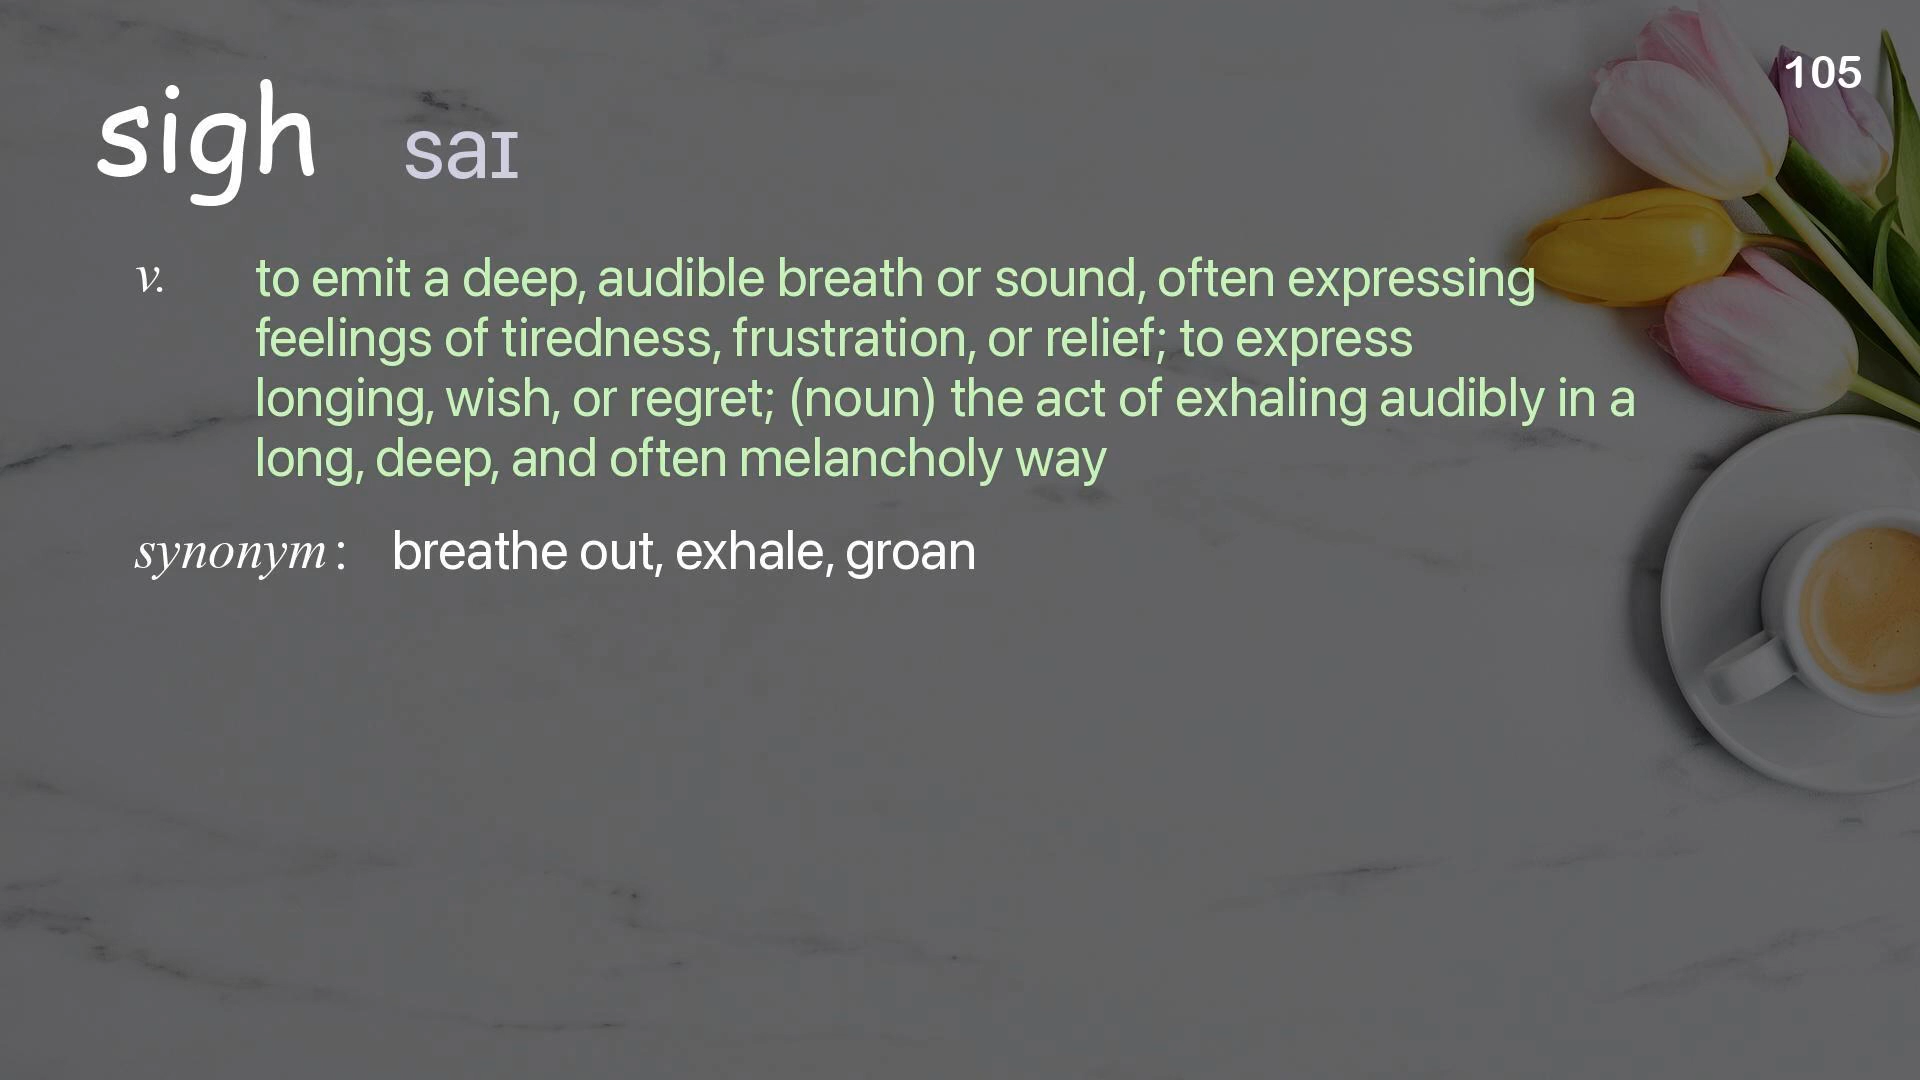 105
sigh saɪ
v. to emit a deep, audible breath or sound, often expressing
feelings of tiredness, frustration, or relief; to express
longing, wish, or regret; (noun) the act of exhaling audibly in a
long, deep, and often melancholy way
synonym: breathe out, exhale, groan